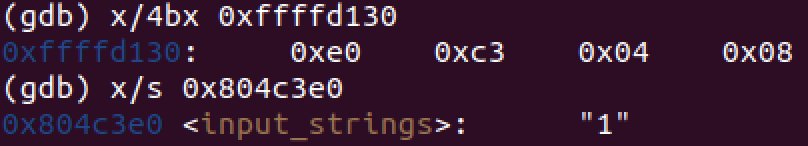 (gdb) x/4bx 0xffffd130
0xffffd130:     0xe0    0xc3    0x04    0x08
(gdb) x/s 0x804c3e0
0x804c3e0 <input_strings>:      "1"